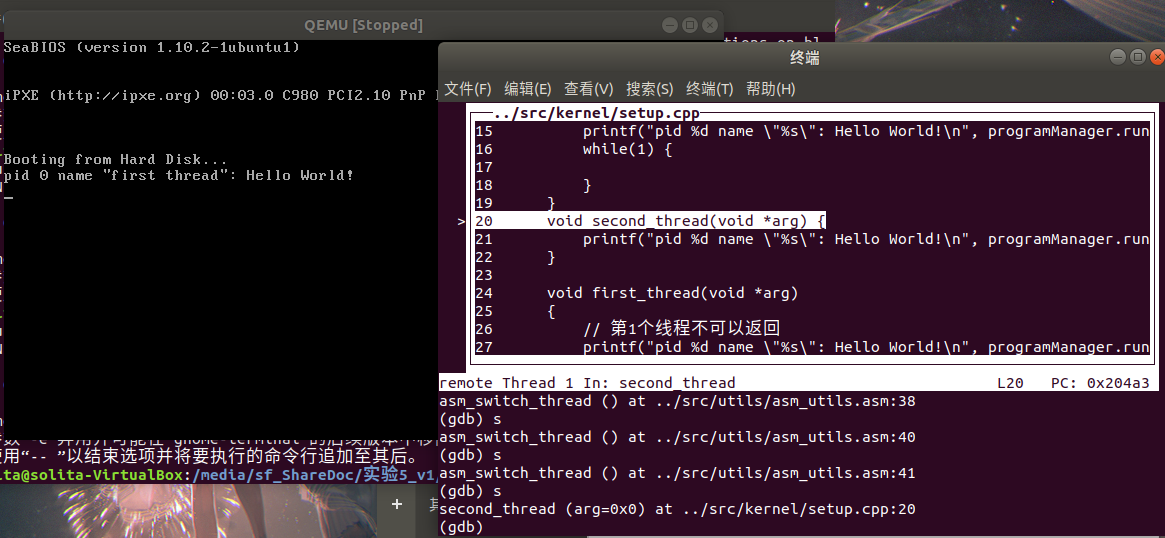 QEMU [Stopped]
SeaBIOS (version 1.10.2-1ubuntu1)
iPXE (http://ipxe.org) 00:03.0 C980 PCI2.10 PnP
Booting from Hard Disk...
pid 0 name "first thread": Hello World!
终端
文件(F) 编辑(E) 查看(V) 搜索(S) 终端(T) 帮助(H)
../src/kernel/setup.cpp
15 printf("pid %d name \"%s\": Hello World!\n", programManager.run
16 while(1) {
17
18 }
19 }
>20 void second_thread(void *arg) {
21 printf("pid %d name \"%s\": Hello World!\n", programManager.run
22 }
23
24 void first_thread(void *arg)
25 {
26 // 第1个线程不可以返回
27 printf("pid %d name \"%s\": Hello World!\n", programManager.run
remote Thread 1 In: second_thread L20 PC: 0x204a3
asm_switch_thread () at ../src/utils/asm_utils.asm:38
(gdb) s
asm_switch_thread () at ../src/utils/asm_utils.asm:40
(gdb) s
asm_switch_thread () at ../src/utils/asm_utils.asm:41
(gdb) s
second_thread (arg=0x0) at ../src/kernel/setup.cpp:20
(gdb)
使用“-- ”以结束选项并将要执行的命令行追加至其后。
ita@solita-VirtualBox:/media/sf_ShareDoc/实验5_v1/